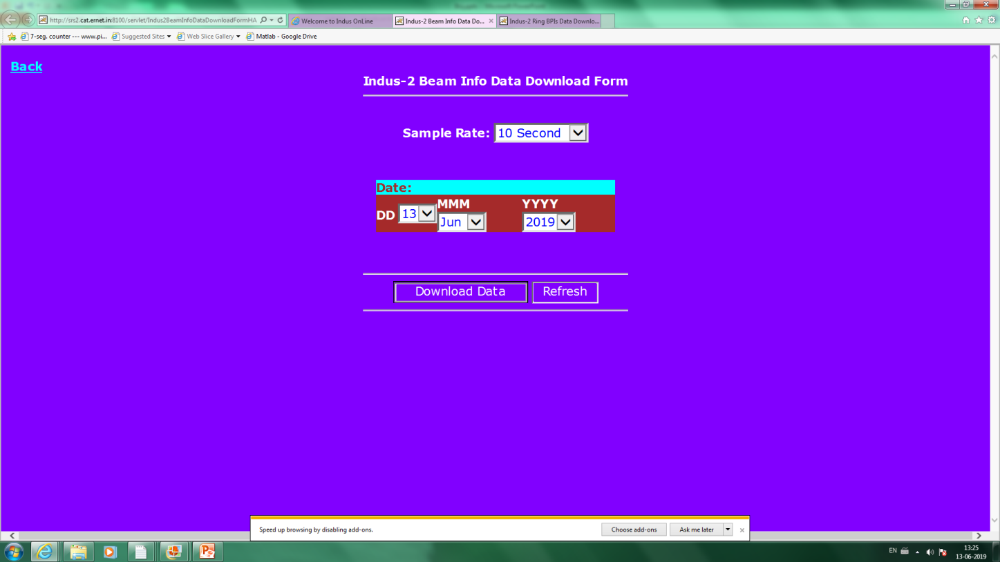 http://srs2.cat.ernet.in:8100/servlet/Indus2BeamInfoDataDownloadFormHA
Welcome to Indus OnLine
Indus-2 Beam Info Data Do...
Indus-2 Ring BPIs Data Downlo...
7-seg. counter --- www.pi...
Suggested Sites
Web Slice Gallery
Matlab - Google Drive
Back
Indus-2 Beam Info Data Download Form
Sample Rate: 10 Second
Date:
DD 13
MMM
Jun
YYYY
2019
Download Data
Refresh
Speed up browsing by disabling add-ons.
Choose add-ons
Ask me later
EN
13:25
13-06-2019